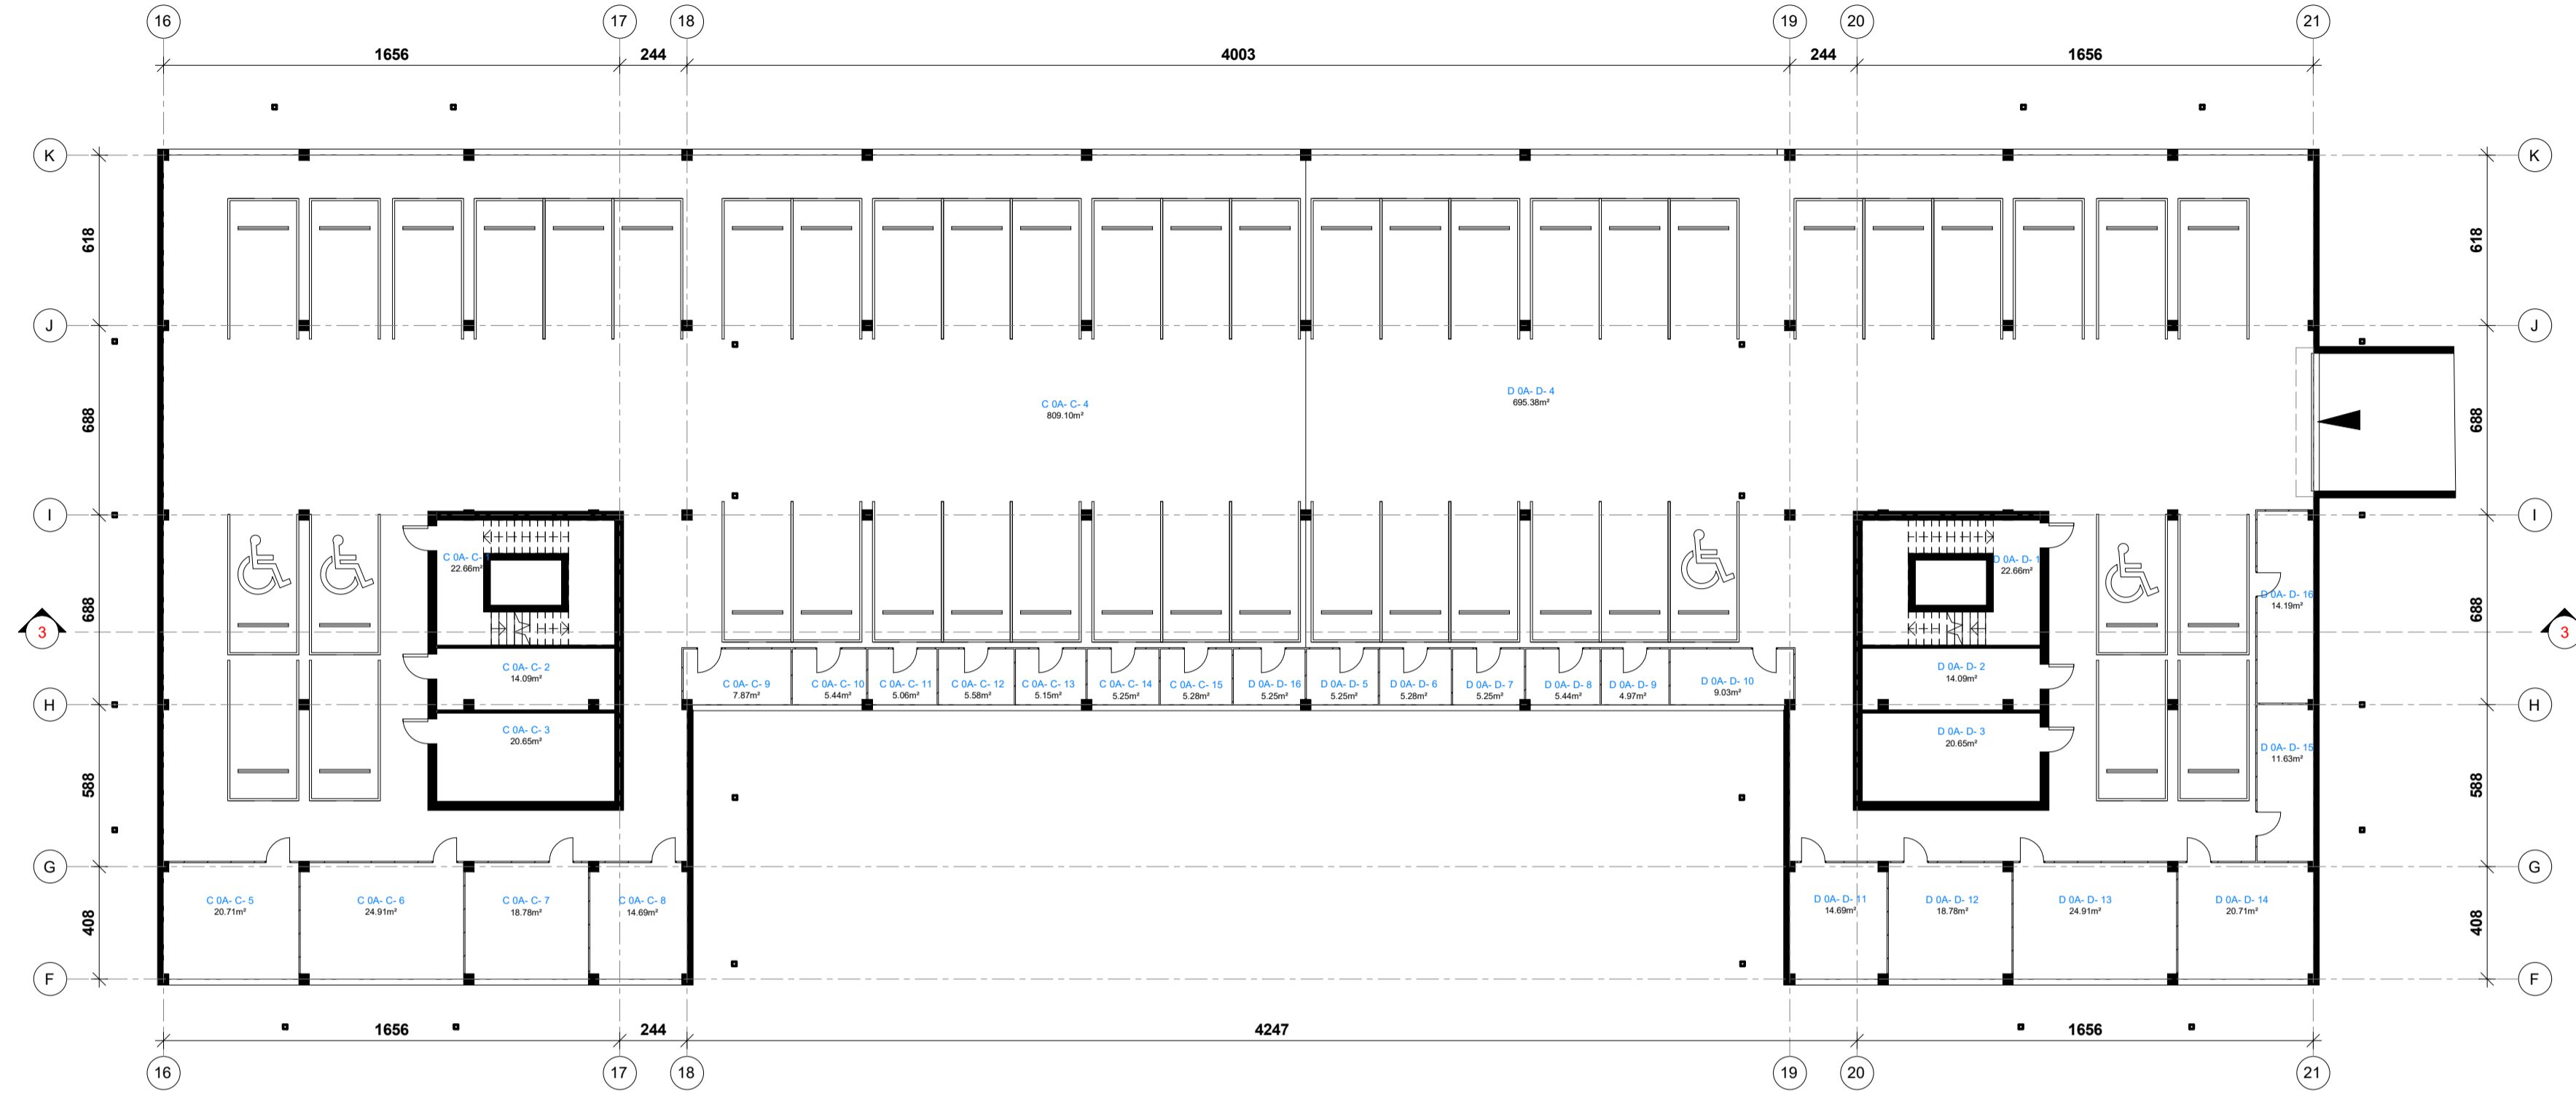 16 17 18 19 20 21
1656 244 4003 244 1656
K K
618 618
J J
C 0A- C- 4
809.10m²
D 0A- D- 4
695.38m²
688 688
I I
C 0A- C-
22.66m²
D 0A- D- 1
22.66m²
D 0A- D- 16
14.19m²
688 688
3 3
C 0A- C- 2
14.09m²
D 0A- D- 2
14.09m²
C 0A- C- 9
7.87m²
C 0A- C- 10
5.44m²
C 0A- C- 11
5.06m²
C 0A- C- 12
5.58m²
C 0A- C- 13
5.15m²
C 0A- C- 14
5.25m²
C 0A- C- 15
5.28m²
D 0A- D- 16
5.25m²
D 0A- D- 5
5.25m²
D 0A- D- 6
5.28m²
D 0A- D- 7
5.25m²
D 0A- D- 8
5.44m²
D 0A- D- 9
4.97m²
D 0A- D- 10
9.03m²
H H
C 0A- C- 3
20.65m²
D 0A- D- 3
20.65m²
D 0A- D- 15
11.63m²
588 588
G G
C 0A- C- 5
20.71m²
C 0A- C- 6
24.91m²
C 0A- C- 7
18.78m²
C 0A- C- 8
14.69m²
D 0A- D- 11
14.69m²
D 0A- D- 12
18.78m²
D 0A- D- 13
24.91m²
D 0A- D- 14
20.71m²
408 408
F F
1656 244 4247 1656
16 17 18 19 20 21